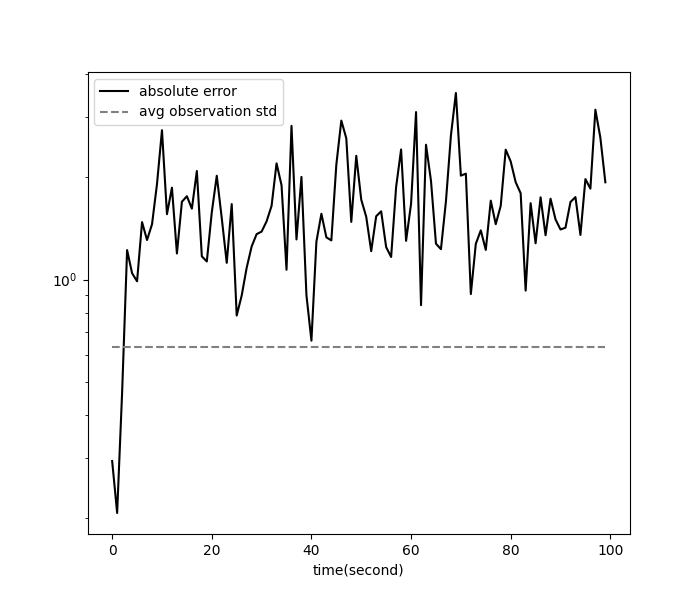 absolute error
avg observation std
10⁰
0 20 40 60 80 100
time(second)